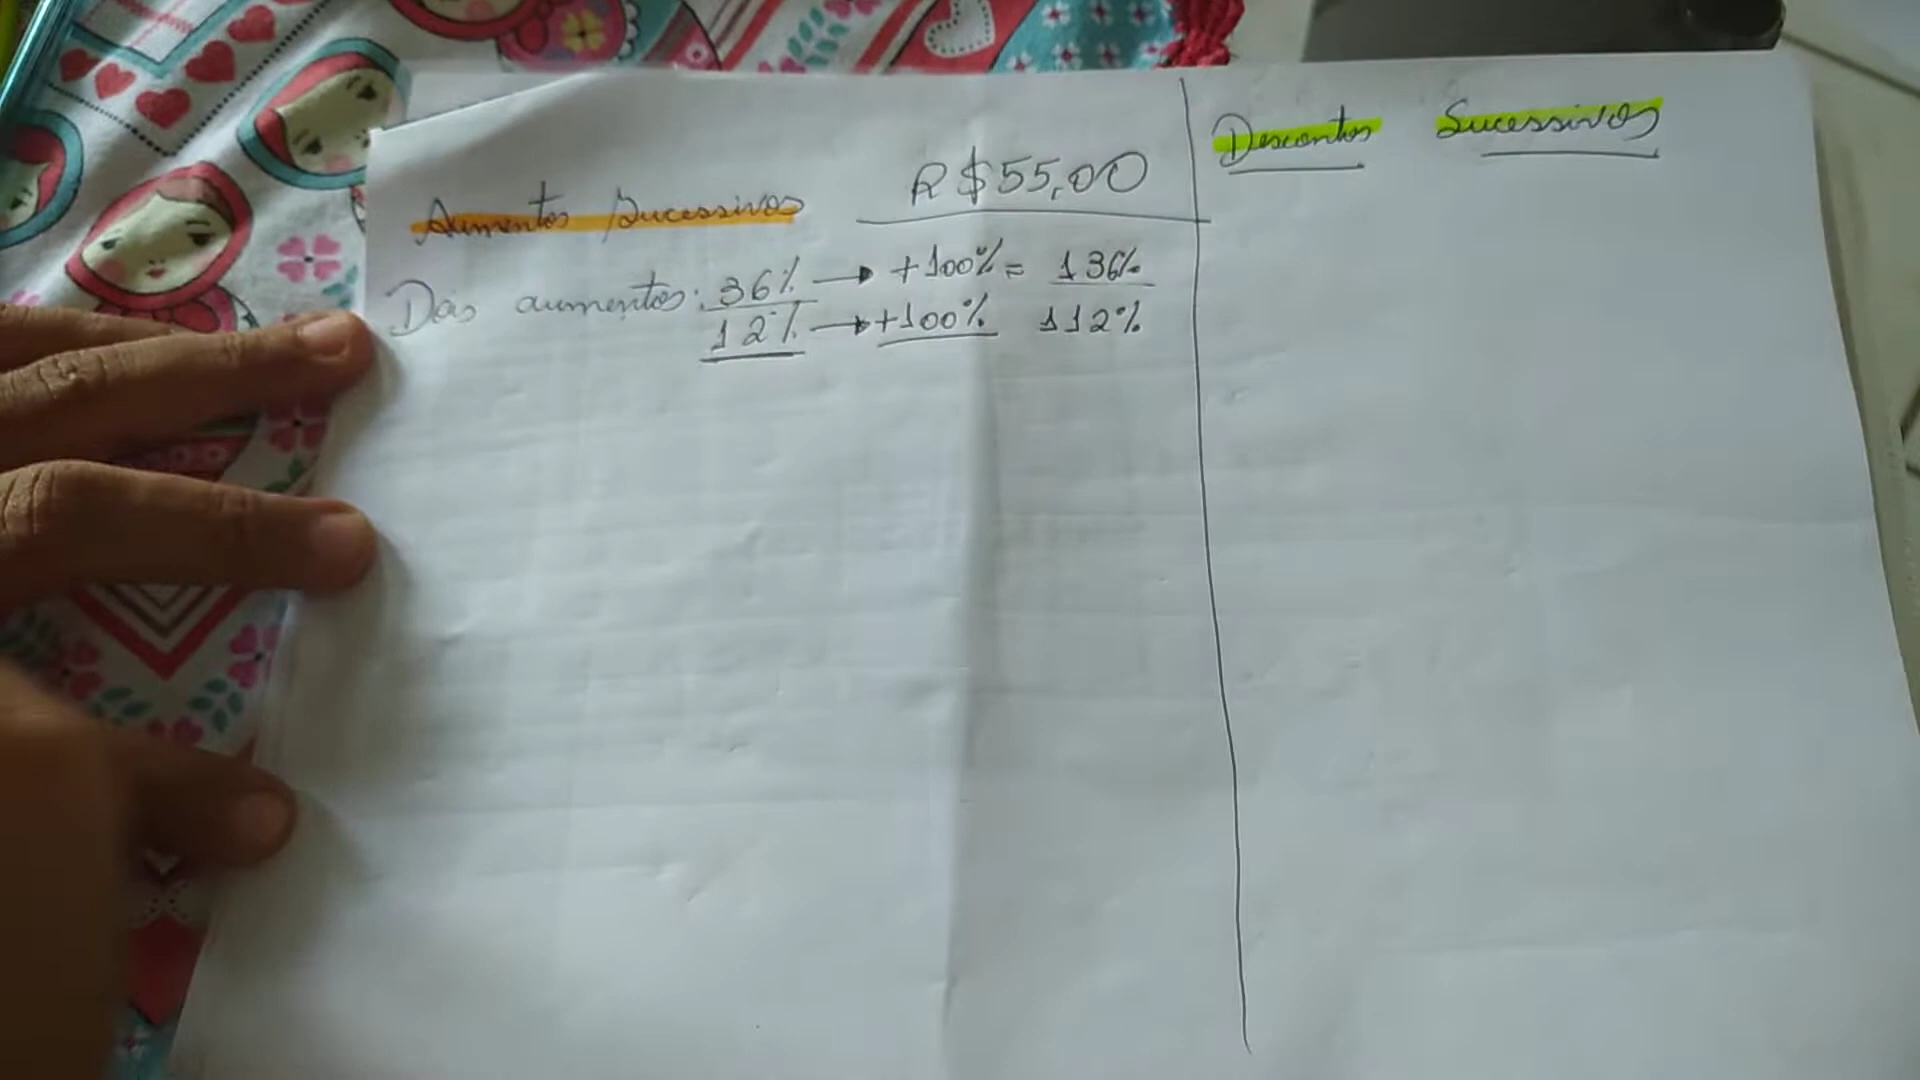 R$55,00
Aumentos Sucessivos
Dois aumentos: 36% → +100% = 136%
12% → +100% 112%
Descontos Sucessivos